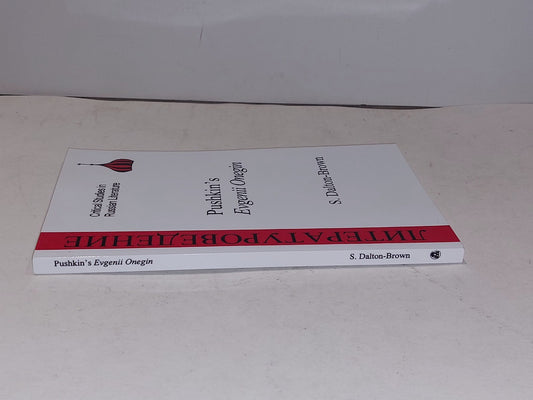 Critical Studies in
Russian Literature
Pushkin's
Evgenii Onegin
S. Dalton-Brown
ЛИТЕРАТУРОВЕДЕНИЕ
Pushkin's Evgenii Onegin S. Dalton-Brown